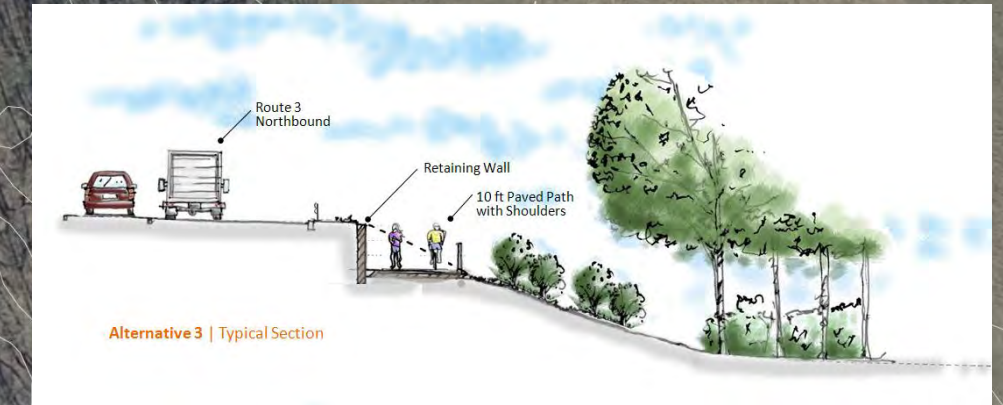 Route 3
Northbound
Retaining Wall
10 ft Paved Path
with Shoulders
Alternative 3 | Typical Section